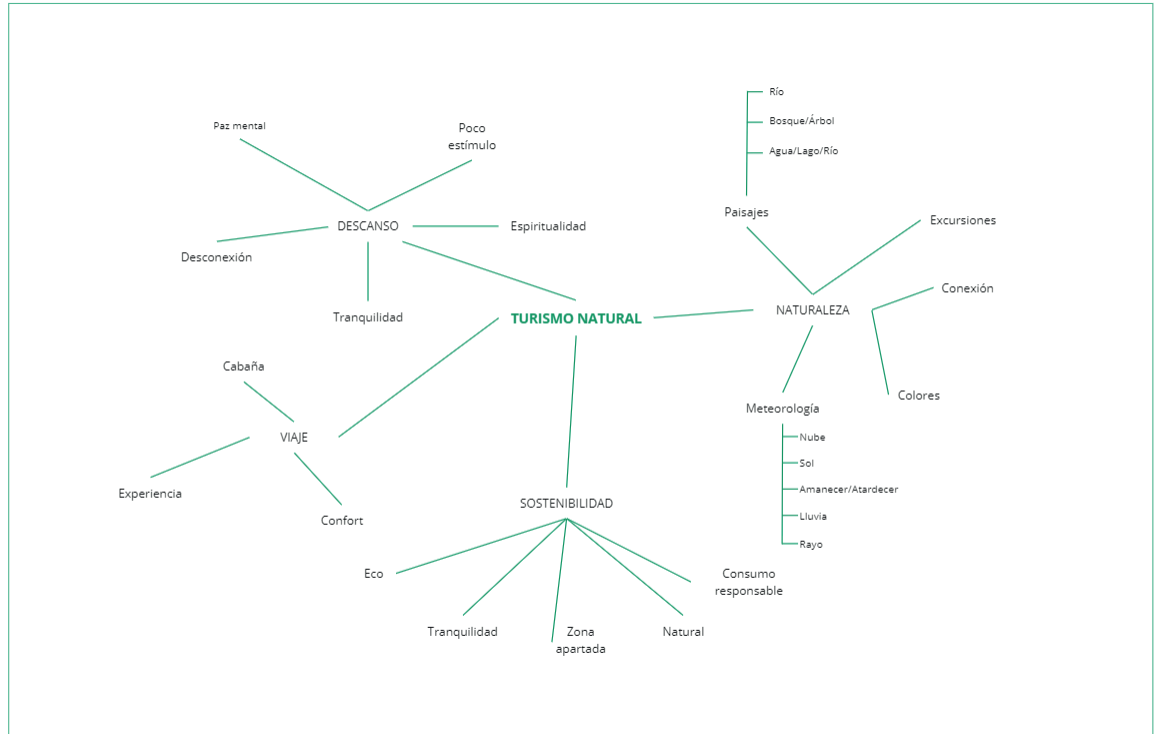 Río
Bosque/Árbol
Agua/Lago/Río
Paz mental
Poco
estímulo
Paisajes
Excursiones
DESCANSO
Espiritualidad
Desconexión
Conexión
Tranquilidad
TURISMO NATURAL
NATURALEZA
Cabaña
Colores
Meteorología
VIAJE
Nube
Sol
Experiencia
Amanecer/Atardecer
SOSTENIBILIDAD
Confort
Lluvia
Rayo
Eco
Consumo
responsable
Tranquilidad
Zona
apartada
Natural